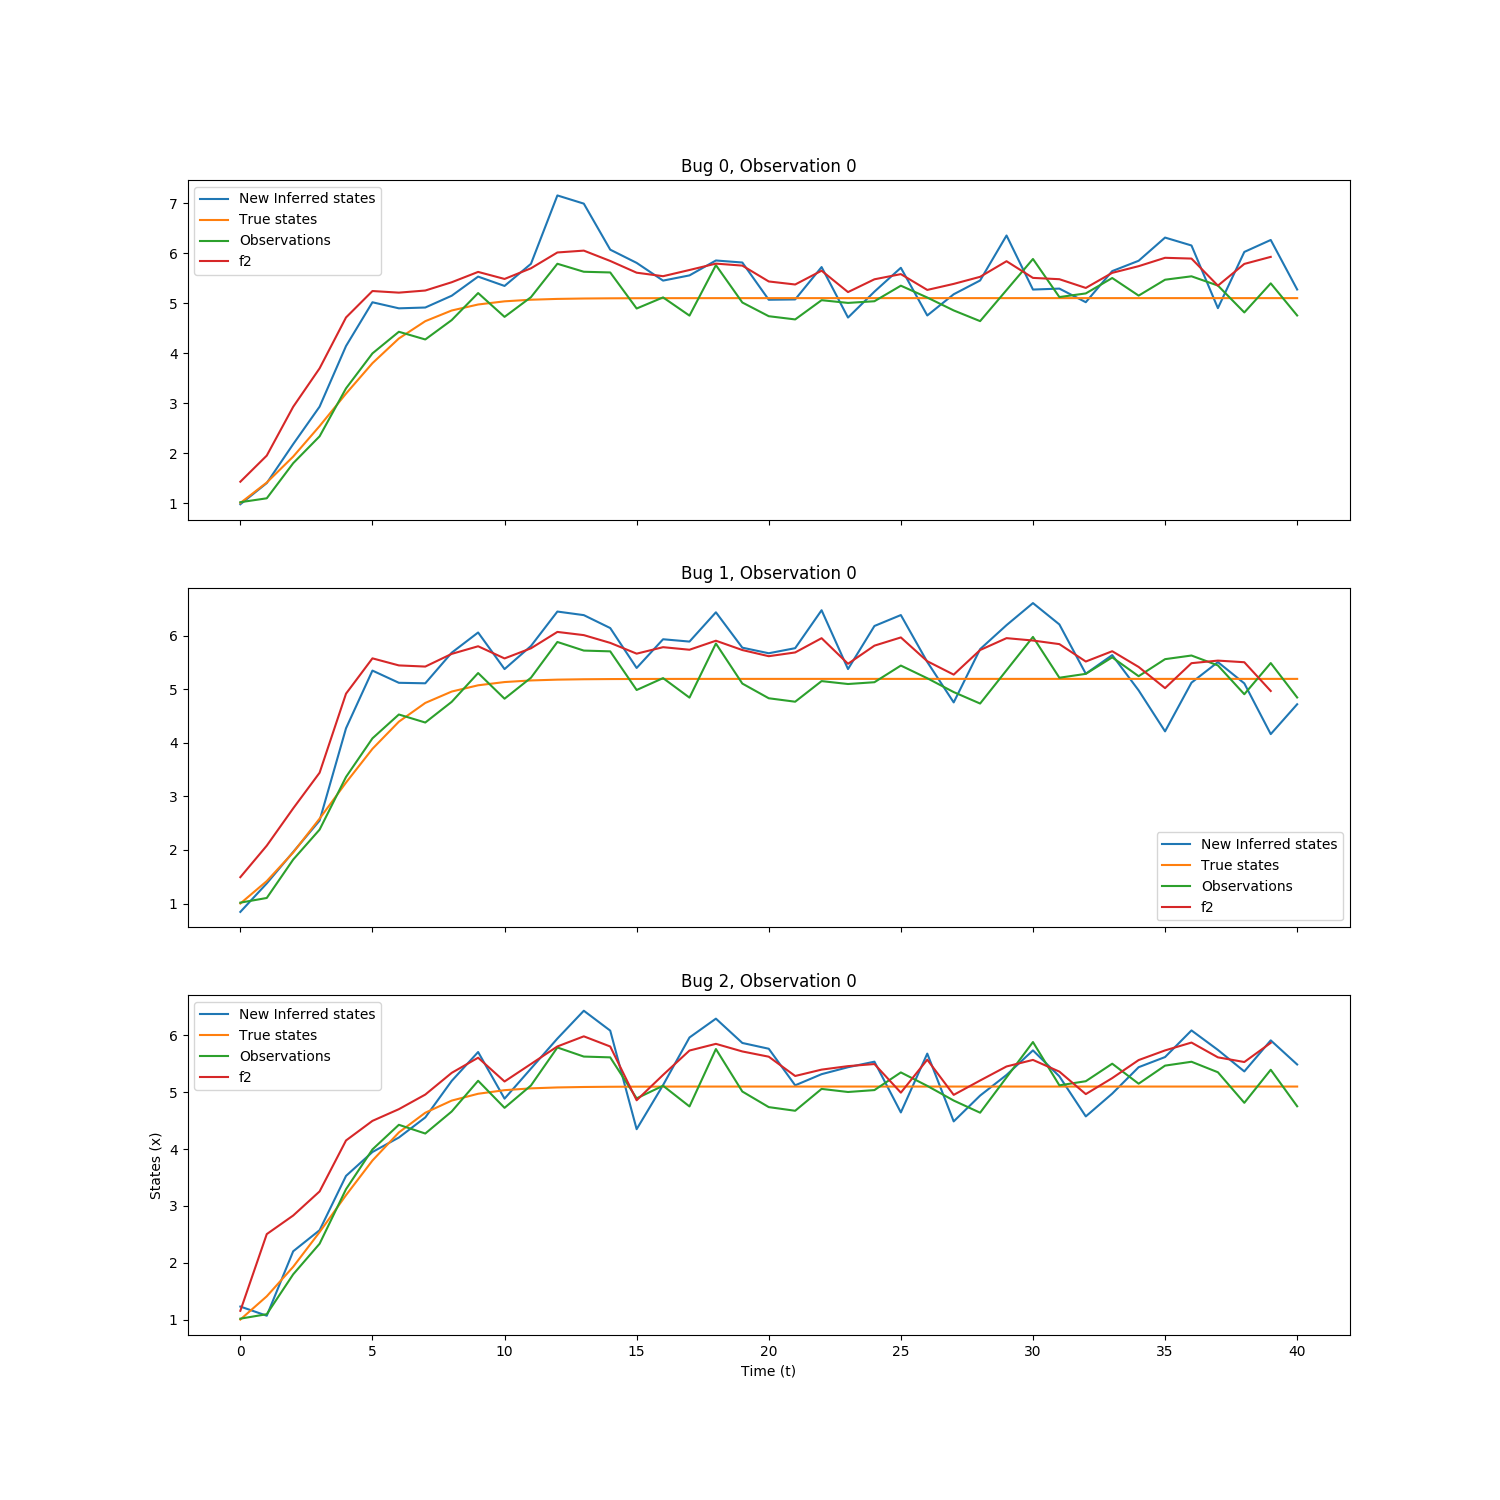 Bug 0, Observation 0
New Inferred states
True states
Observations
f2
7
6
5
4
3
2
1
Bug 1, Observation 0
6
5
4
3
2
1
New Inferred states
True states
Observations
f2
Bug 2, Observation 0
New Inferred states
True states
Observations
f2
6
5
4
3
2
1
States (x)
0 5 10 15 20 25 30 35 40
Time (t)